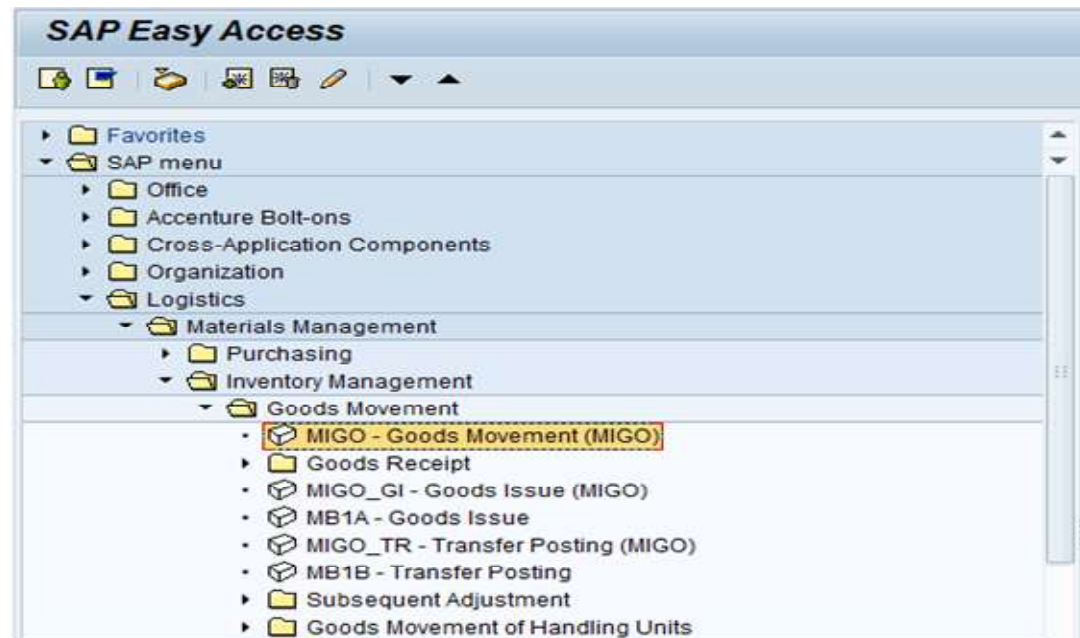 SAP Easy Access
Favorites
SAP menu
Office
Accenture Bolt-ons
Cross-Application Components
Organization
Logistics
Materials Management
Purchasing
Inventory Management
Goods Movement
MIGO - Goods Movement (MIGO)
Goods Receipt
MIGO_GI - Goods Issue (MIGO)
MB1A - Goods Issue
MIGO_TR - Transfer Posting (MIGO)
MB1B - Transfer Posting
Subsequent Adjustment
Goods Movement of Handling Units